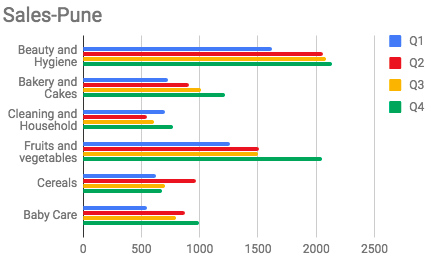 Sales-Pune
Q1
Q2
Q3
Q4
Beauty and
Hygiene
Bakery and
Cakes
Cleaning and
Household
Fruits and
vegetables
Cereals
Baby Care
0 500 1000 1500 2000 2500